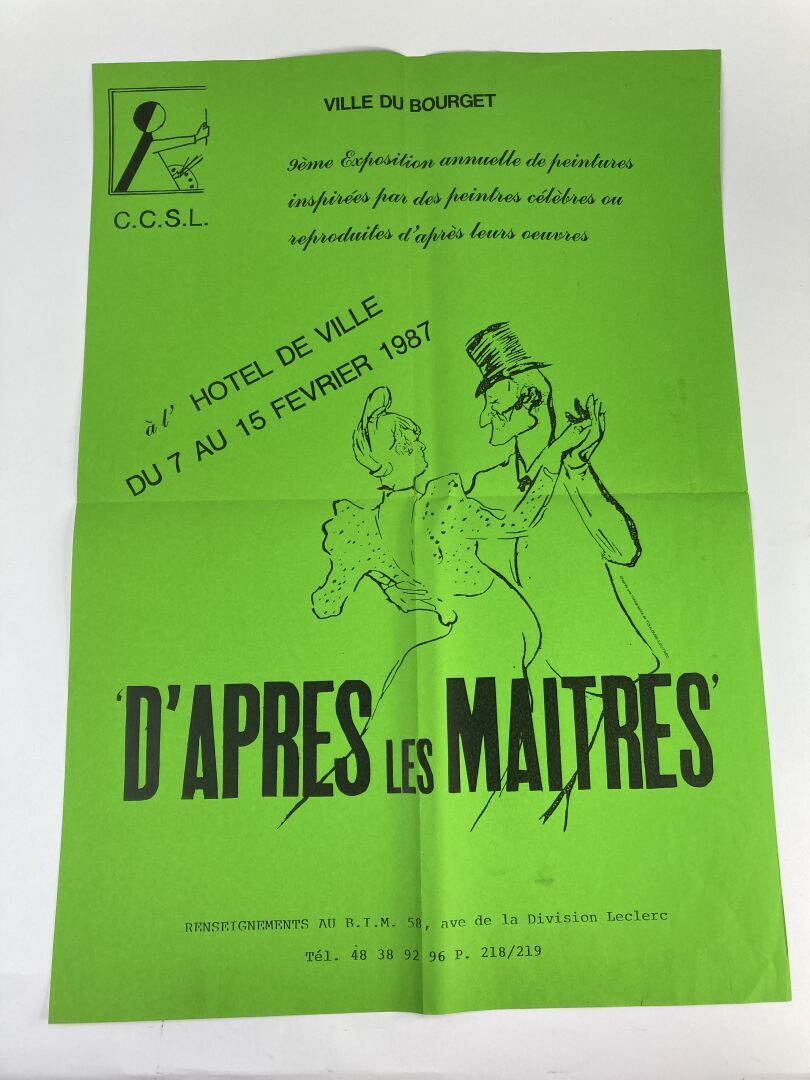 VILLE DU BOURGET
C.C.S.L.
9ème Exposition annuelle de peintures
inspirées par des peintres célèbres ou
reproduites d'après leurs oeuvres
à l' HOTEL DE VILLE
DU 7 AU 15 FEVRIER 1987
'D'APRES LES MAITRES'
RENSEIGNEMENTS AU B.I.M. 58, ave de la Division Leclerc
Tél. 48 38 92 96 P. 218/219